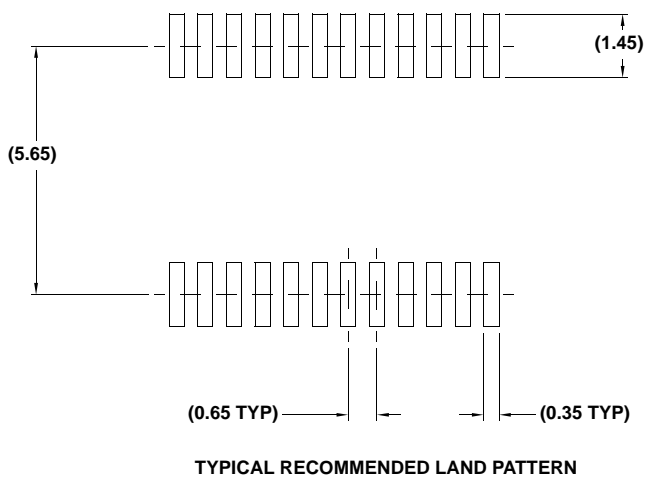 (1.45)
(5.65)
(0.65 TYP)
(0.35 TYP)
TYPICAL RECOMMENDED LAND PATTERN